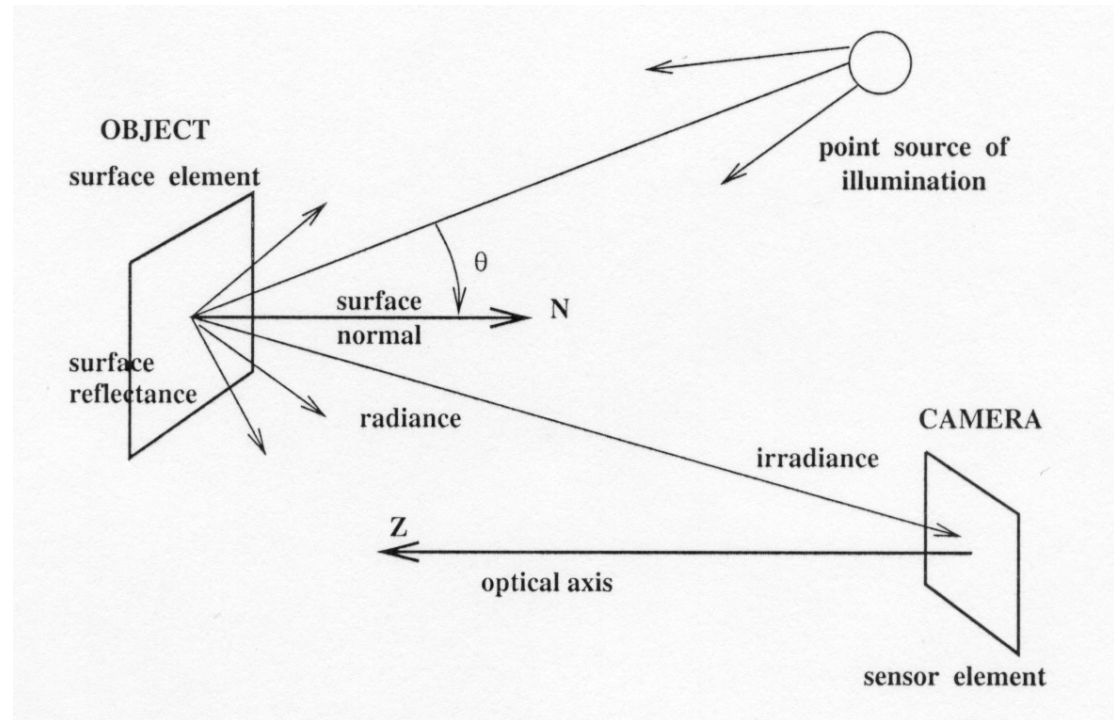 OBJECT
surface element
point source of
illumination
θ
surface
normal
N
surface
reflectance
radiance
CAMERA
irradiance
Z
optical axis
sensor element